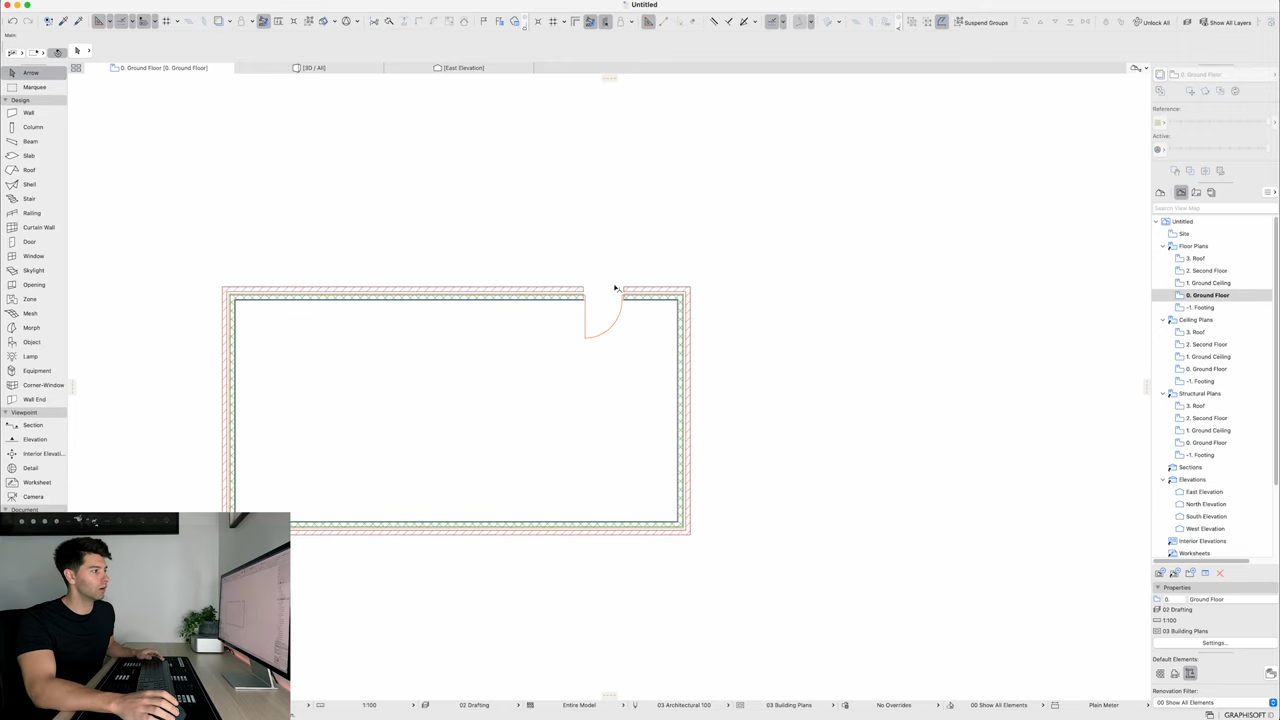 Untitled
Suspend Groups
Unlock All
Show All Layers
Main:
0. Ground Floor [0. Ground Floor]
[3D / All]
[East Elevation]
Arrow
Marquee
Design
Wall
Column
Beam
Slab
Roof
Shell
Stair
Railing
Curtain Wall
Door
Window
Skylight
Opening
Zone
Mesh
Morph
Object
Lamp
Equipment
Corner-Window
Wall End
Viewpoint
Section
Elevation
Interior Elevati...
Detail
Worksheet
Camera
Document
0. Ground Floor
Reference:
Active:
Search View Map
Untitled
Site
Floor Plans
3. Roof
2. Second Floor
1. Ground Ceiling
0. Ground Floor
-1. Footing
Ceiling Plans
3. Roof
2. Second Floor
1. Ground Ceiling
0. Ground Floor
-1. Footing
Structural Plans
3. Roof
2. Second Floor
1. Ground Ceiling
0. Ground Floor
-1. Footing
Sections
Elevations
East Elevation
North Elevation
South Elevation
West Elevation
Interior Elevations
Worksheets
Properties
0. Ground Floor
02 Drafting
1:100
03 Building Plans
Settings...
Default Elements:
Renovation Filter:
00 Show All Elements
1:100
02 Drafting
Entire Model
03 Architectural 100
03 Building Plans
No Overrides
00 Show All Elements
Plain Meter
GRAPHISOFT ID